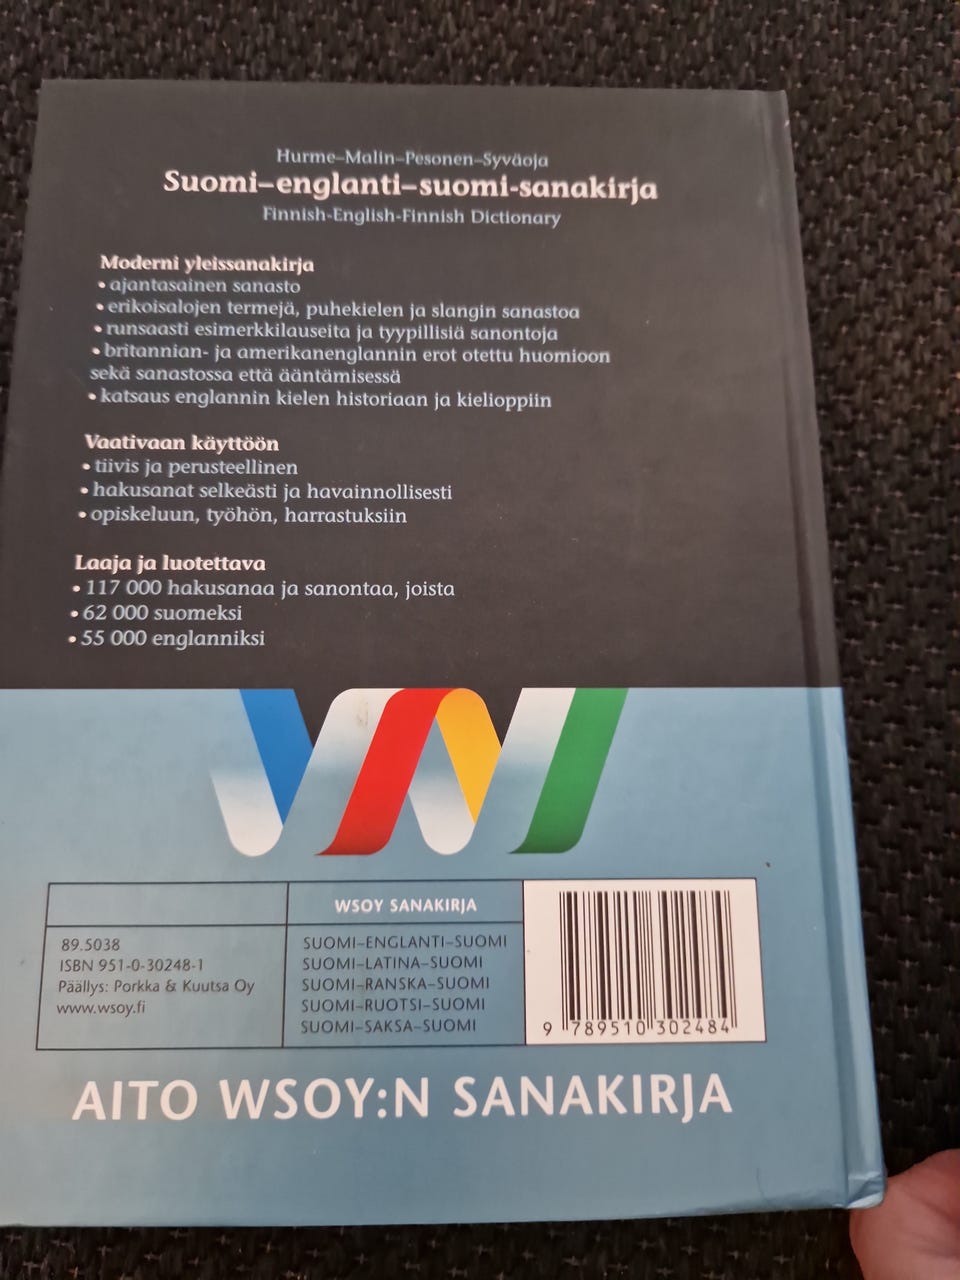 Hurme–Malin–Pesonen–Syväoja
Suomi–englanti–suomi-sanakirja
Finnish-English-Finnish Dictionary
Moderni yleissanakirja
• ajantasainen sanasto
• erikoisalojen termejä, puhekielen ja slangin sanastoa
• runsaasti esimerkkilauseita ja tyypillisiä sanontoja
• britannian- ja amerikanenglannin erot otettu huomioon
sekä sanastossa että ääntämisessä
• katsaus englannin kielen historiaan ja kielioppiin
Vaativaan käyttöön
• tiivis ja perusteellinen
• hakusanat selkeästi ja havainnollisesti
• opiskeluun, työhön, harrastuksiin
Laaja ja luotettava
• 117 000 hakusanaa ja sanontaa, joista
• 62 000 suomeksi
• 55 000 englanniksi
89.5038
ISBN 951-0-30248-1
Päällys: Porkka & Kuutsa Oy
www.wsoy.fi
WSOY SANAKIRJA
SUOMI–ENGLANTI–SUOMI
SUOMI–LATINA–SUOMI
SUOMI–RANSKA–SUOMI
SUOMI–RUOTSI–SUOMI
SUOMI–SAKSA–SUOMI
9 789510 302484
AITO WSOY:N SANAKIRJA